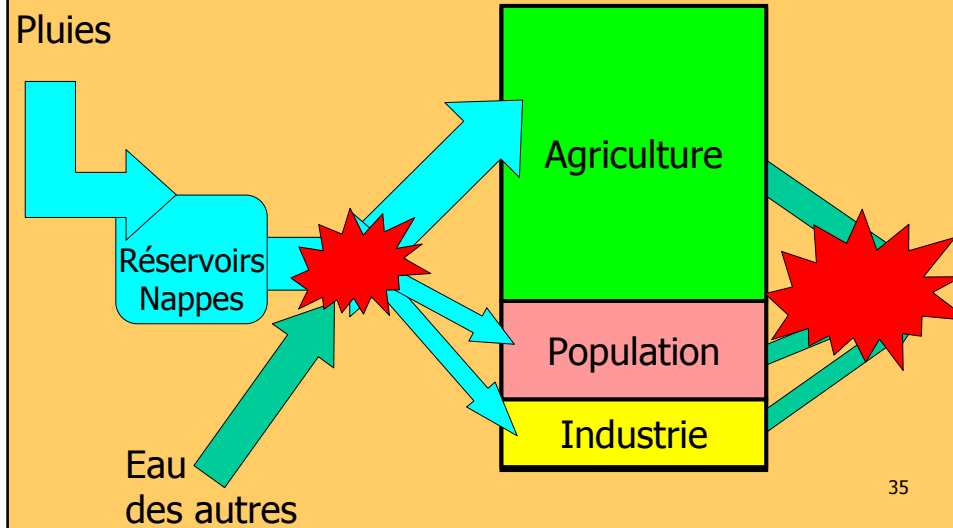 Pluies
Agriculture
Réservoirs
Nappes
Population
Industrie
Eau
des autres
35